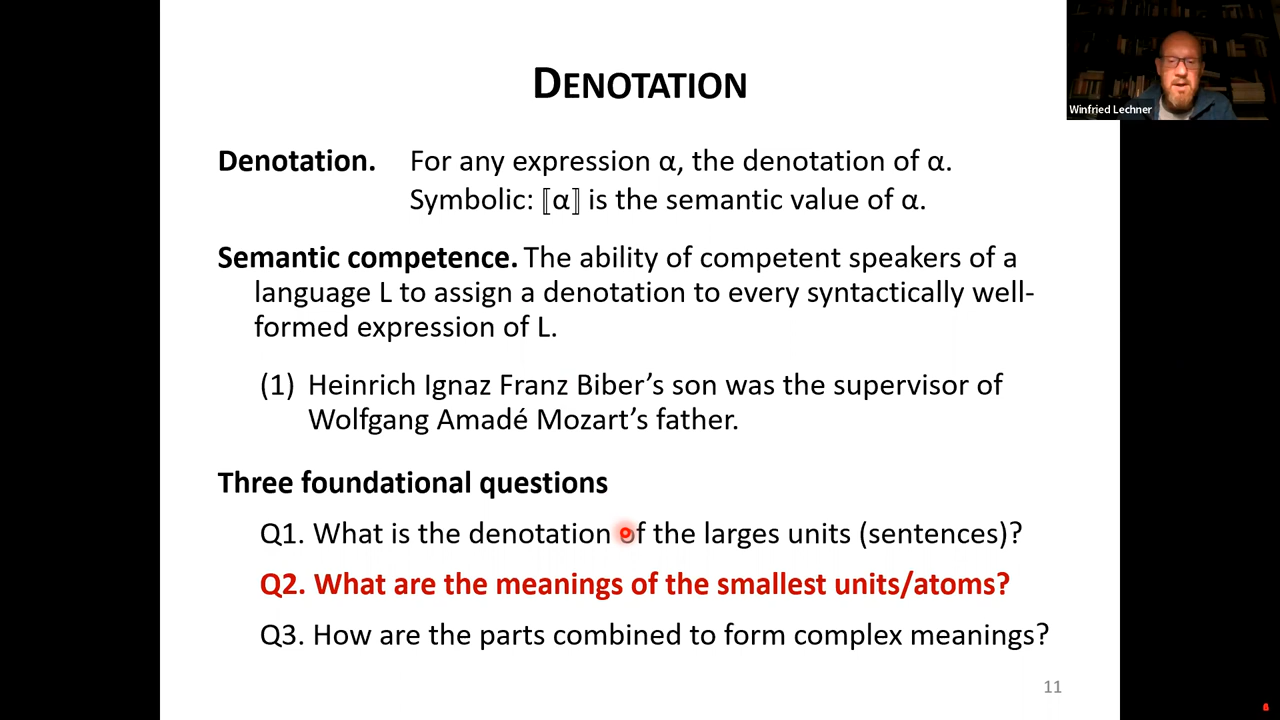 DENOTATION
Winfried Lechner
Denotation. For any expression α, the denotation of α.
Symbolic: ⟦α⟧ is the semantic value of α.
Semantic competence. The ability of competent speakers of a
language L to assign a denotation to every syntactically well-
formed expression of L.
(1) Heinrich Ignaz Franz Biber’s son was the supervisor of
Wolfgang Amadé Mozart’s father.
Three foundational questions
Q1. What is the denotation of the larges units (sentences)?
Q2. What are the meanings of the smallest units/atoms?
Q3. How are the parts combined to form complex meanings?
11